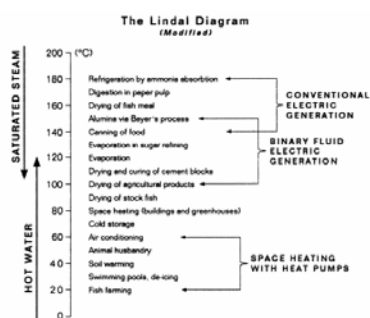 The Lindal Diagram
(Modified)
(°C)
200
180 Refrigeration by ammonia absorbtion
Digestion in paper pulp
160 Drying of fish meal
Alumina via Beyer's process
140 Canning of food
Evaporation in sugar refining
120 Evaporation
Drying and curing of cement blocks
100 Drying of agricultural products
Drying of stock fish
80 Space heating (buildings and greenhouses)
Cold storage
60 Air conditioning
Animal husbandry
40 Soil warming
Swimming pools, de-icing
20 Fish farming
0
SATURATED STEAM
HOT WATER
CONVENTIONAL
ELECTRIC
GENERATION
BINARY FLUID
ELECTRIC
GENERATION
SPACE HEATING
WITH HEAT PUMPS